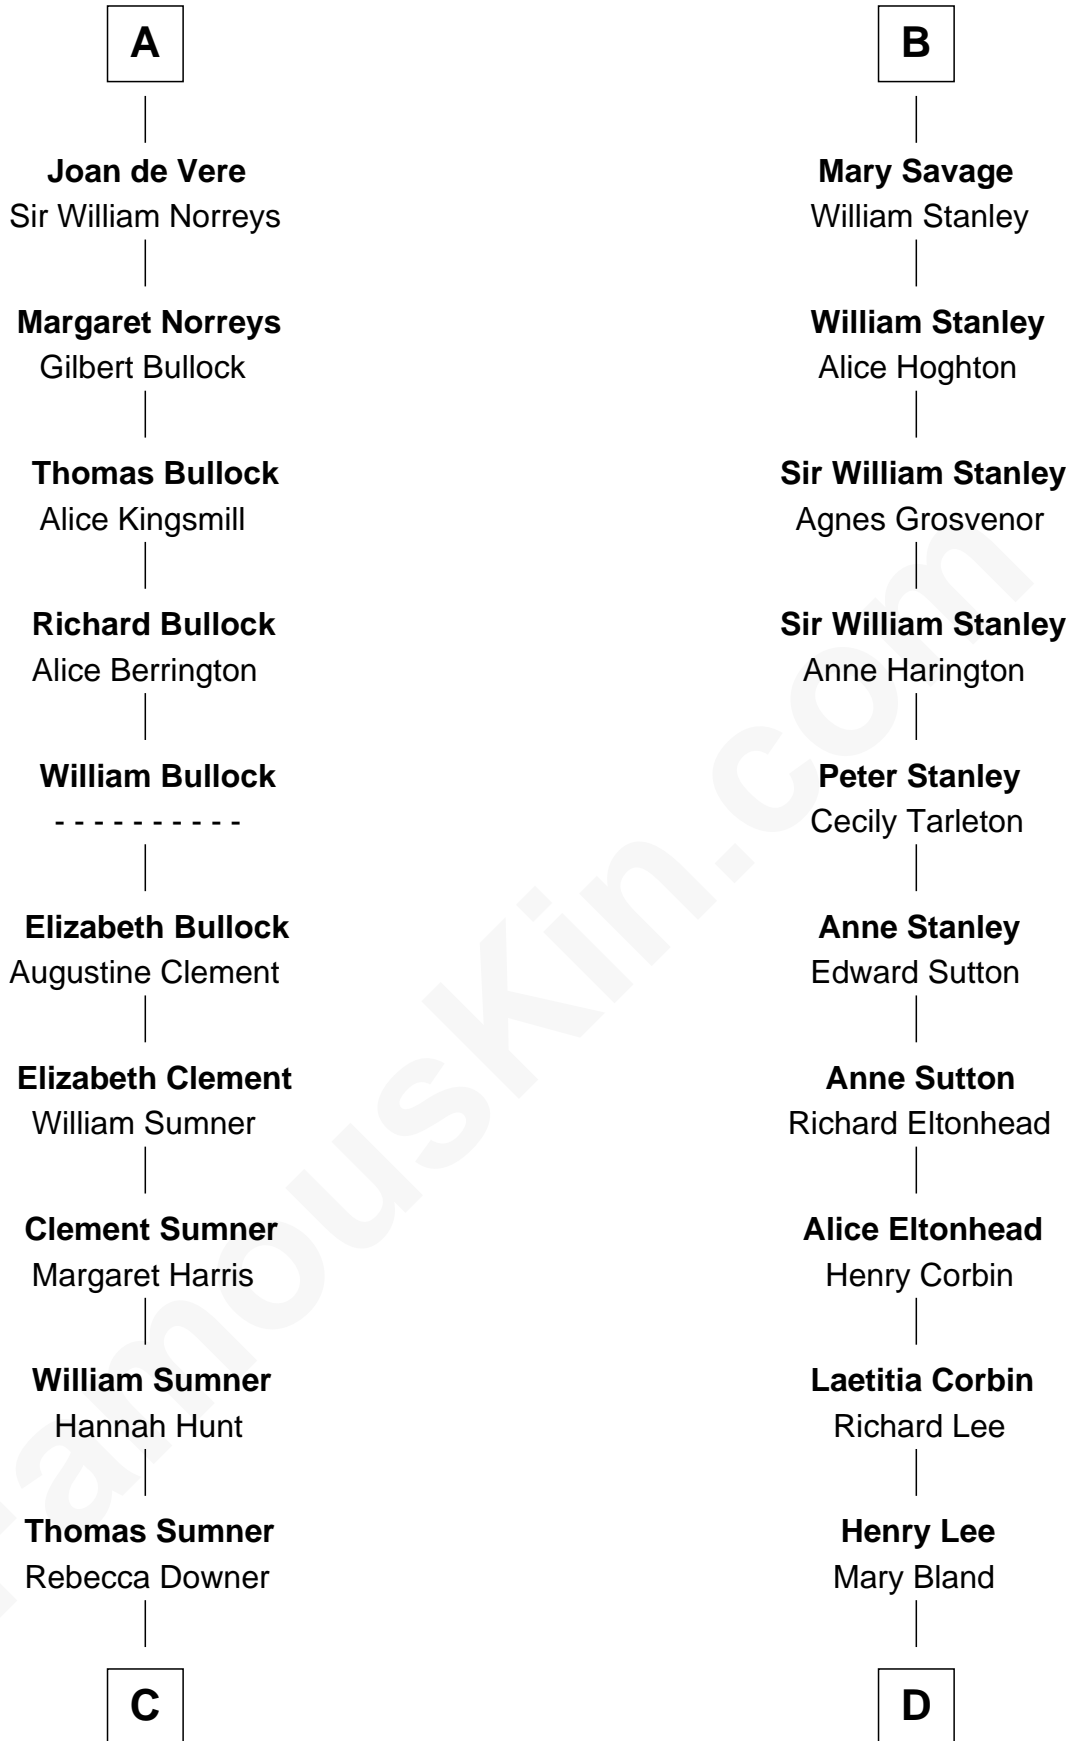 A
Joan de Vere
Sir William Norreys
Margaret Norreys
Gilbert Bullock
Thomas Bullock
Alice Kingsmill
Richard Bullock
Alice Berrington
William Bullock
- - - - - - - - - -
Elizabeth Bullock
Augustine Clement
Elizabeth Clement
William Sumner
Clement Sumner
Margaret Harris
William Sumner
Hannah Hunt
Thomas Sumner
Rebecca Downer
C
B
Mary Savage
William Stanley
William Stanley
Alice Hoghton
Sir William Stanley
Agnes Grosvenor
Sir William Stanley
Anne Harington
Peter Stanley
Cecily Tarleton
Anne Stanley
Edward Sutton
Anne Sutton
Richard Eltonhead
Alice Eltonhead
Henry Corbin
Laetitia Corbin
Richard Lee
Henry Lee
Mary Bland
D
FamousKin.com